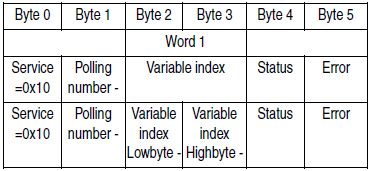 Byte 0 Byte 1 Byte 2 Byte 3 Byte 4 Byte 5
Word 1
Service Polling Variable index Status Error
=0x10 number -
Service Polling Variable Variable Status Error
=0x10 number - index index
Lowbyte - Highbyte -